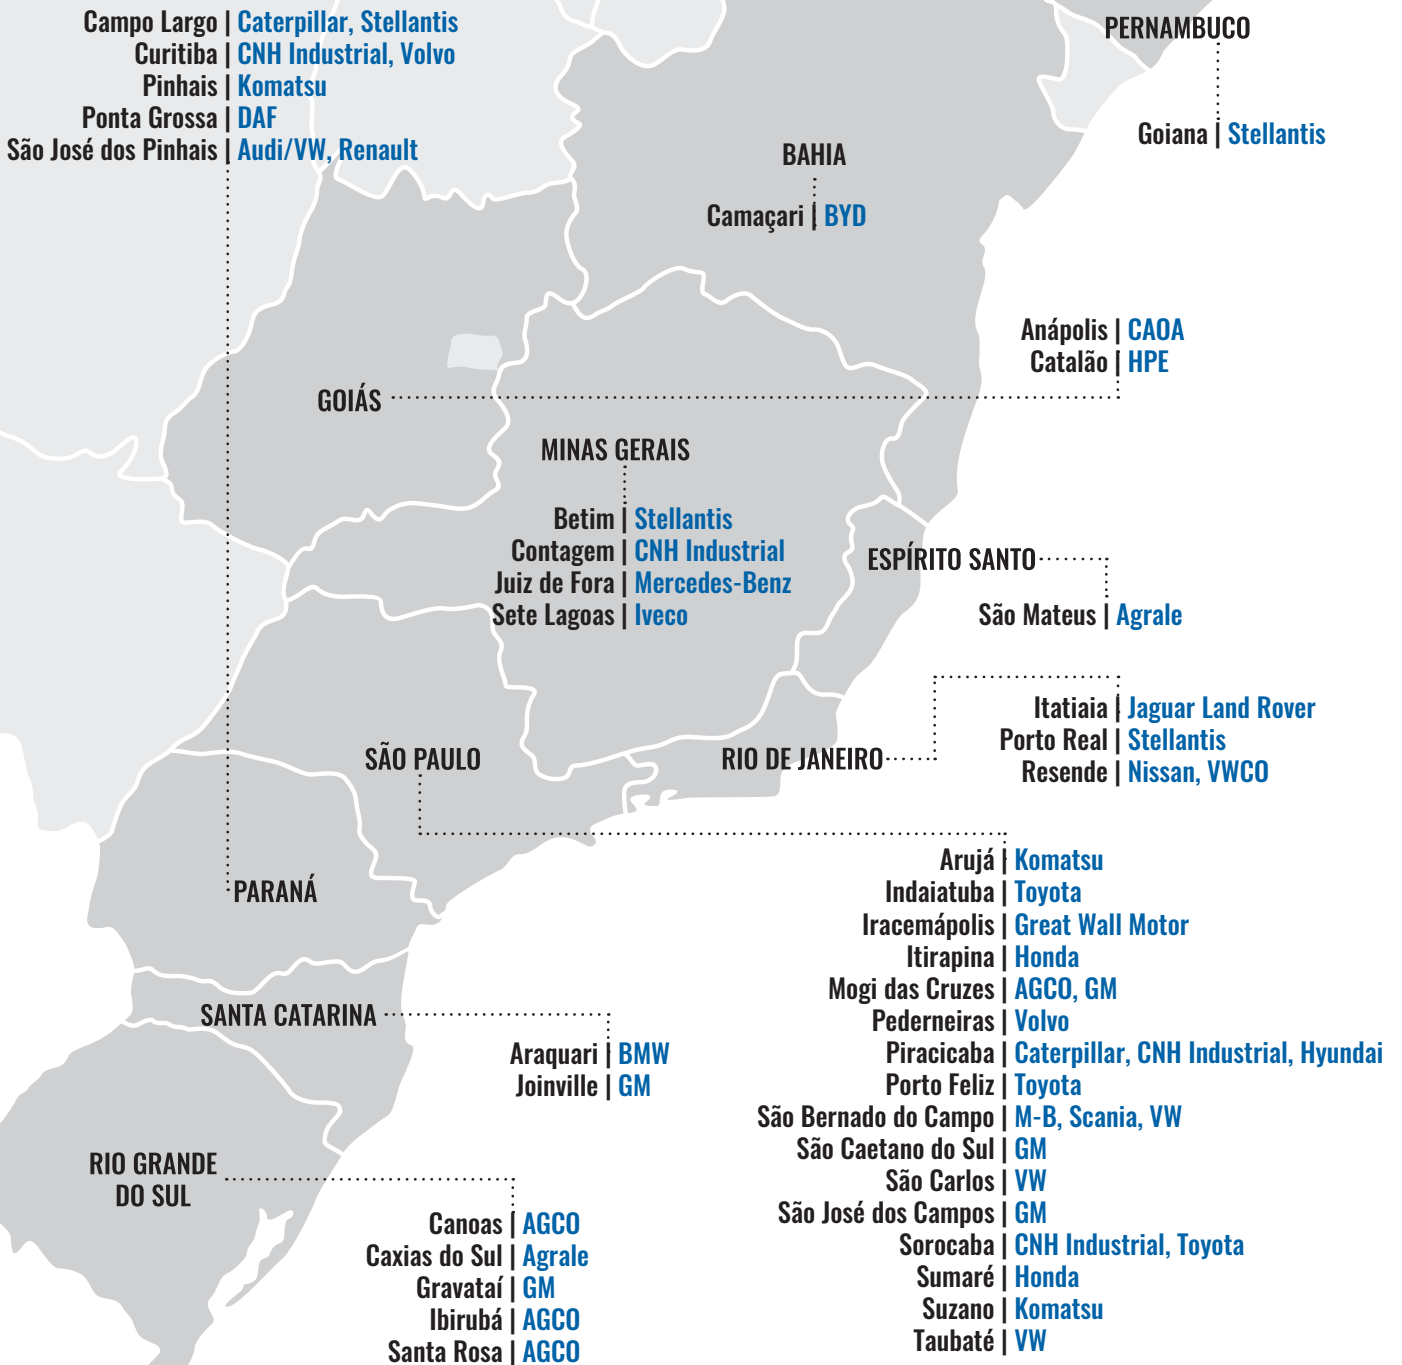 Campo Largo | Caterpillar, Stellantis
Curitiba | CNH Industrial, Volvo
Pinhais | Komatsu
Ponta Grossa | DAF
São José dos Pinhais | Audi/VW, Renault
PERNAMBUCO
Goiana | Stellantis
BAHIA
Camaçari | BYD
Anápolis | CAOA
Catalão | HPE
GOIÁS
MINAS GERAIS
Betim | Stellantis
Contagem | CNH Industrial
Juiz de Fora | Mercedes-Benz
Sete Lagoas | Iveco
ESPÍRITO SANTO
São Mateus | Agrale
Itatiaia | Jaguar Land Rover
Porto Real | Stellantis
Resende | Nissan, VWCO
RIO DE JANEIRO
SÃO PAULO
Arujá | Komatsu
Indaiatuba | Toyota
Iracemápolis | Great Wall Motor
Itirapina | Honda
Mogi das Cruzes | AGCO, GM
Pederneiras | Volvo
Piracicaba | Caterpillar, CNH Industrial, Hyundai
Porto Feliz | Toyota
São Bernado do Campo | M-B, Scania, VW
São Caetano do Sul | GM
São Carlos | VW
São José dos Campos | GM
Sorocaba | CNH Industrial, Toyota
Sumaré | Honda
Suzano | Komatsu
Taubaté | VW
PARANÁ
SANTA CATARINA
Araquari | BMW
Joinville | GM
RIO GRANDE
DO SUL
Canoas | AGCO
Caxias do Sul | Agrale
Gravataí | GM
Ibirubá | AGCO
Santa Rosa | AGCO